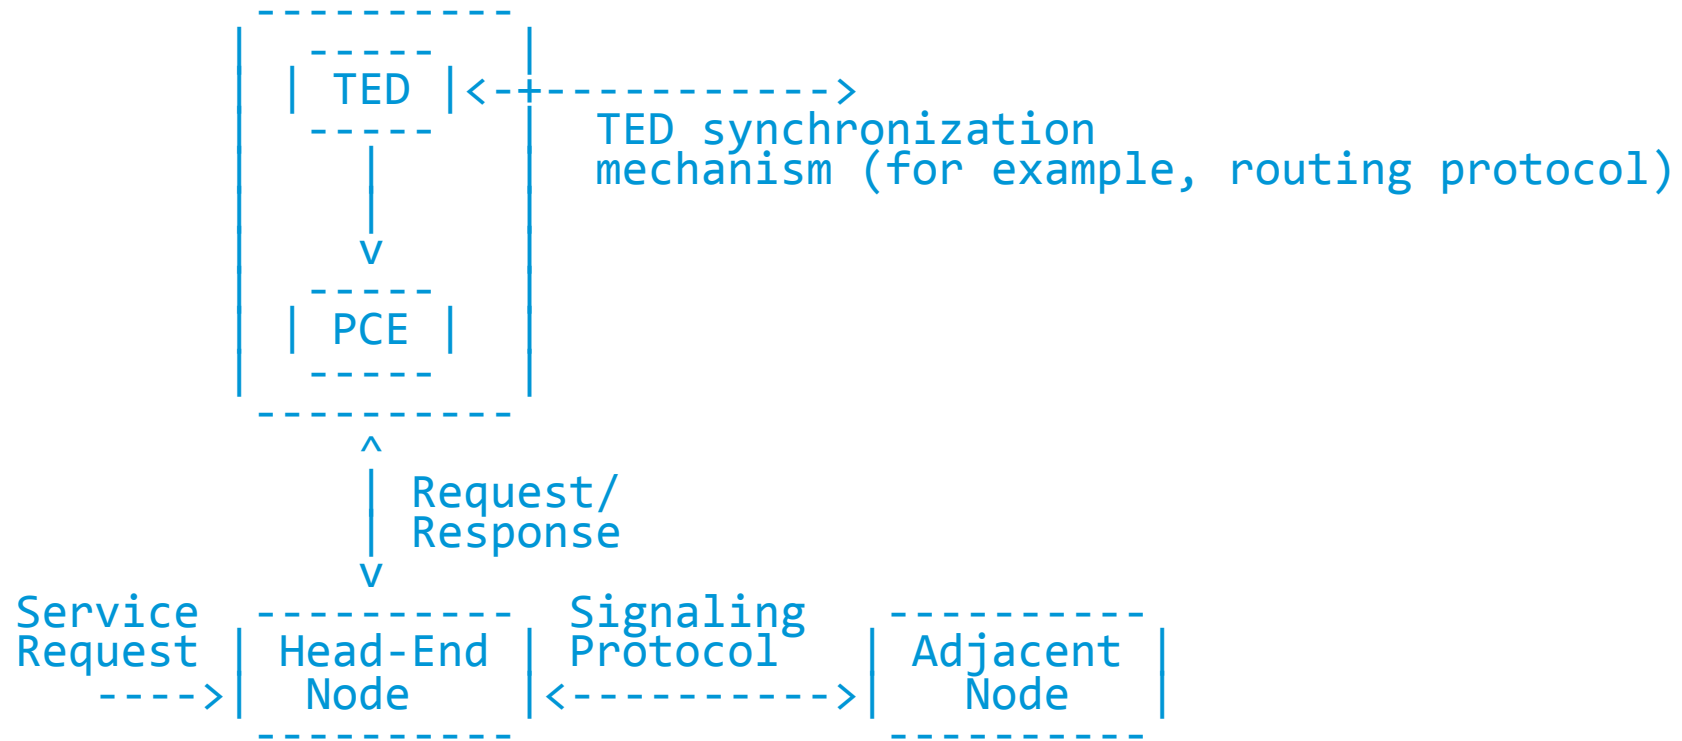 TED
TED synchronization
mechanism (for example, routing protocol)
PCE
Request/
Response
Service
Request
Head-End
Node
Signaling
Protocol
Adjacent
Node